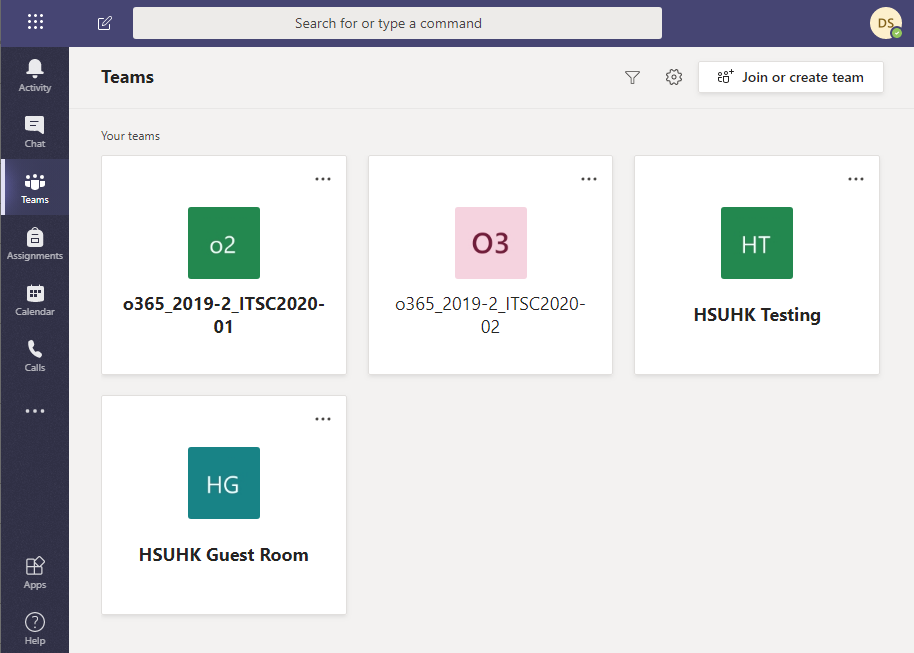 Search for or type a command
DS
Activity
Chat
Teams
Assignments
Calendar
Calls
Apps
Help
Teams
Join or create team
Your teams
o2
o365_2019-2_ITSC2020-
01
O3
o365_2019-2_ITSC2020-
02
HT
HSUHK Testing
HG
HSUHK Guest Room